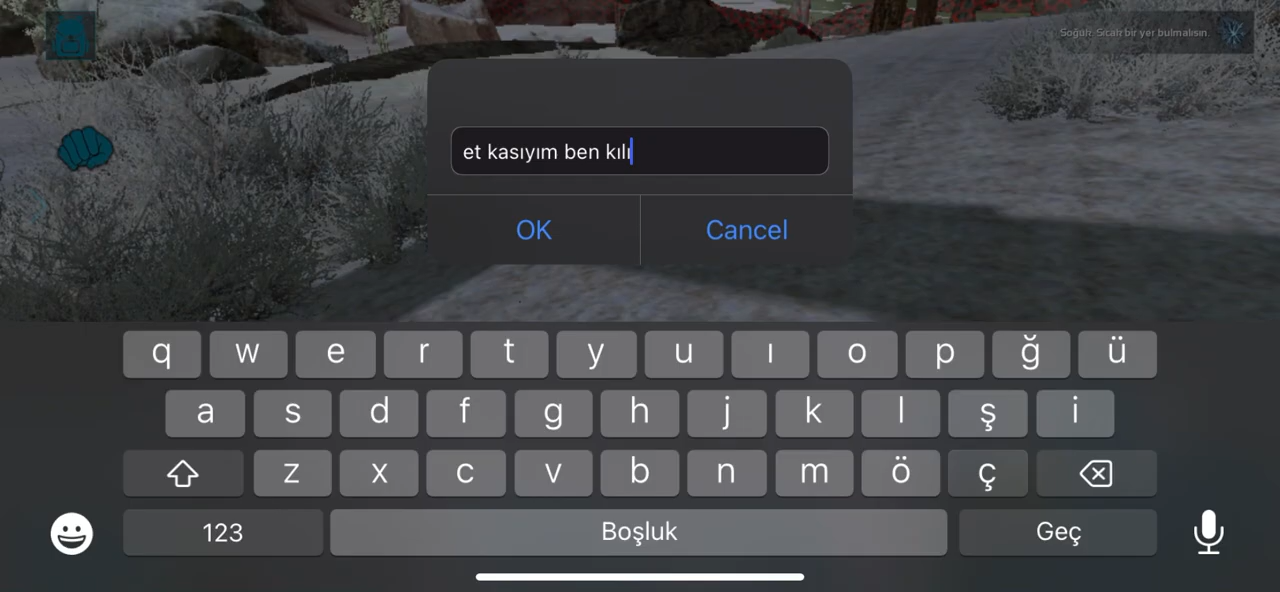 Soğuk. Sıcak bir yer bulmalısın.
et kasıyım ben kılı
OK
Cancel
q w e r t y u ı o p ğ ü
a s d f g h j k l ş i
z x c v b n m ö ç
123
Boşluk
Geç